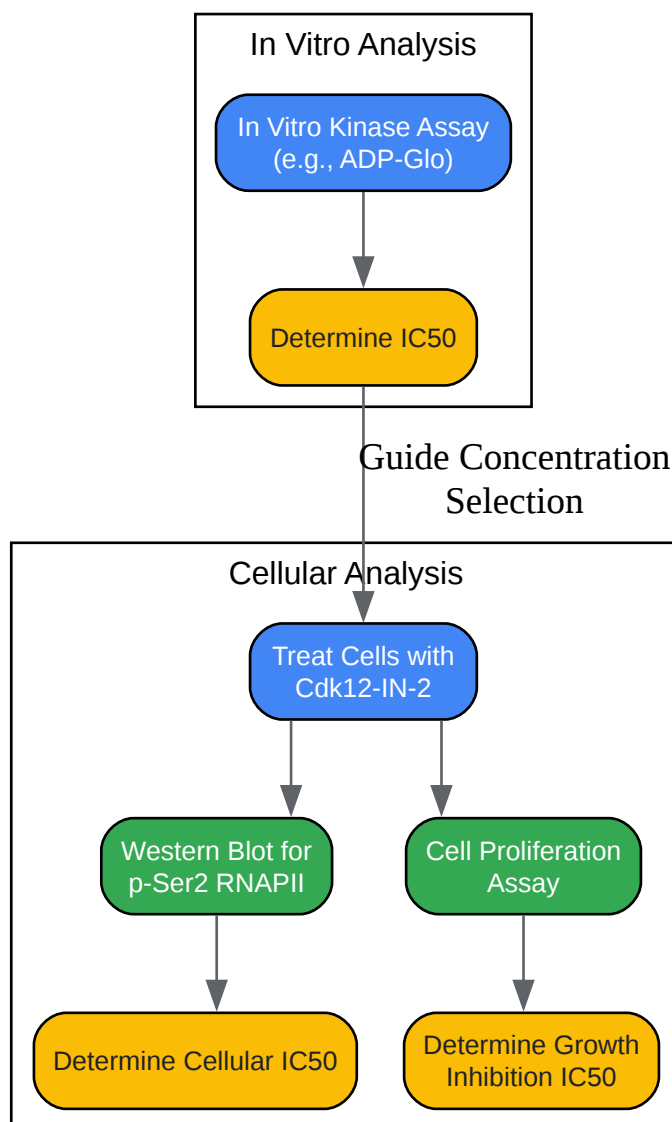 In Vitro Analysis
In Vitro Kinase Assay
(e.g., ADP-Glo)
Determine IC50
Guide Concentration
Selection
Cellular Analysis
Treat Cells with
Cdk12-IN-2
Western Blot for
p-Ser2 RNAPII
Cell Proliferation
Assay
Determine Cellular IC50
Determine Growth
Inhibition IC50